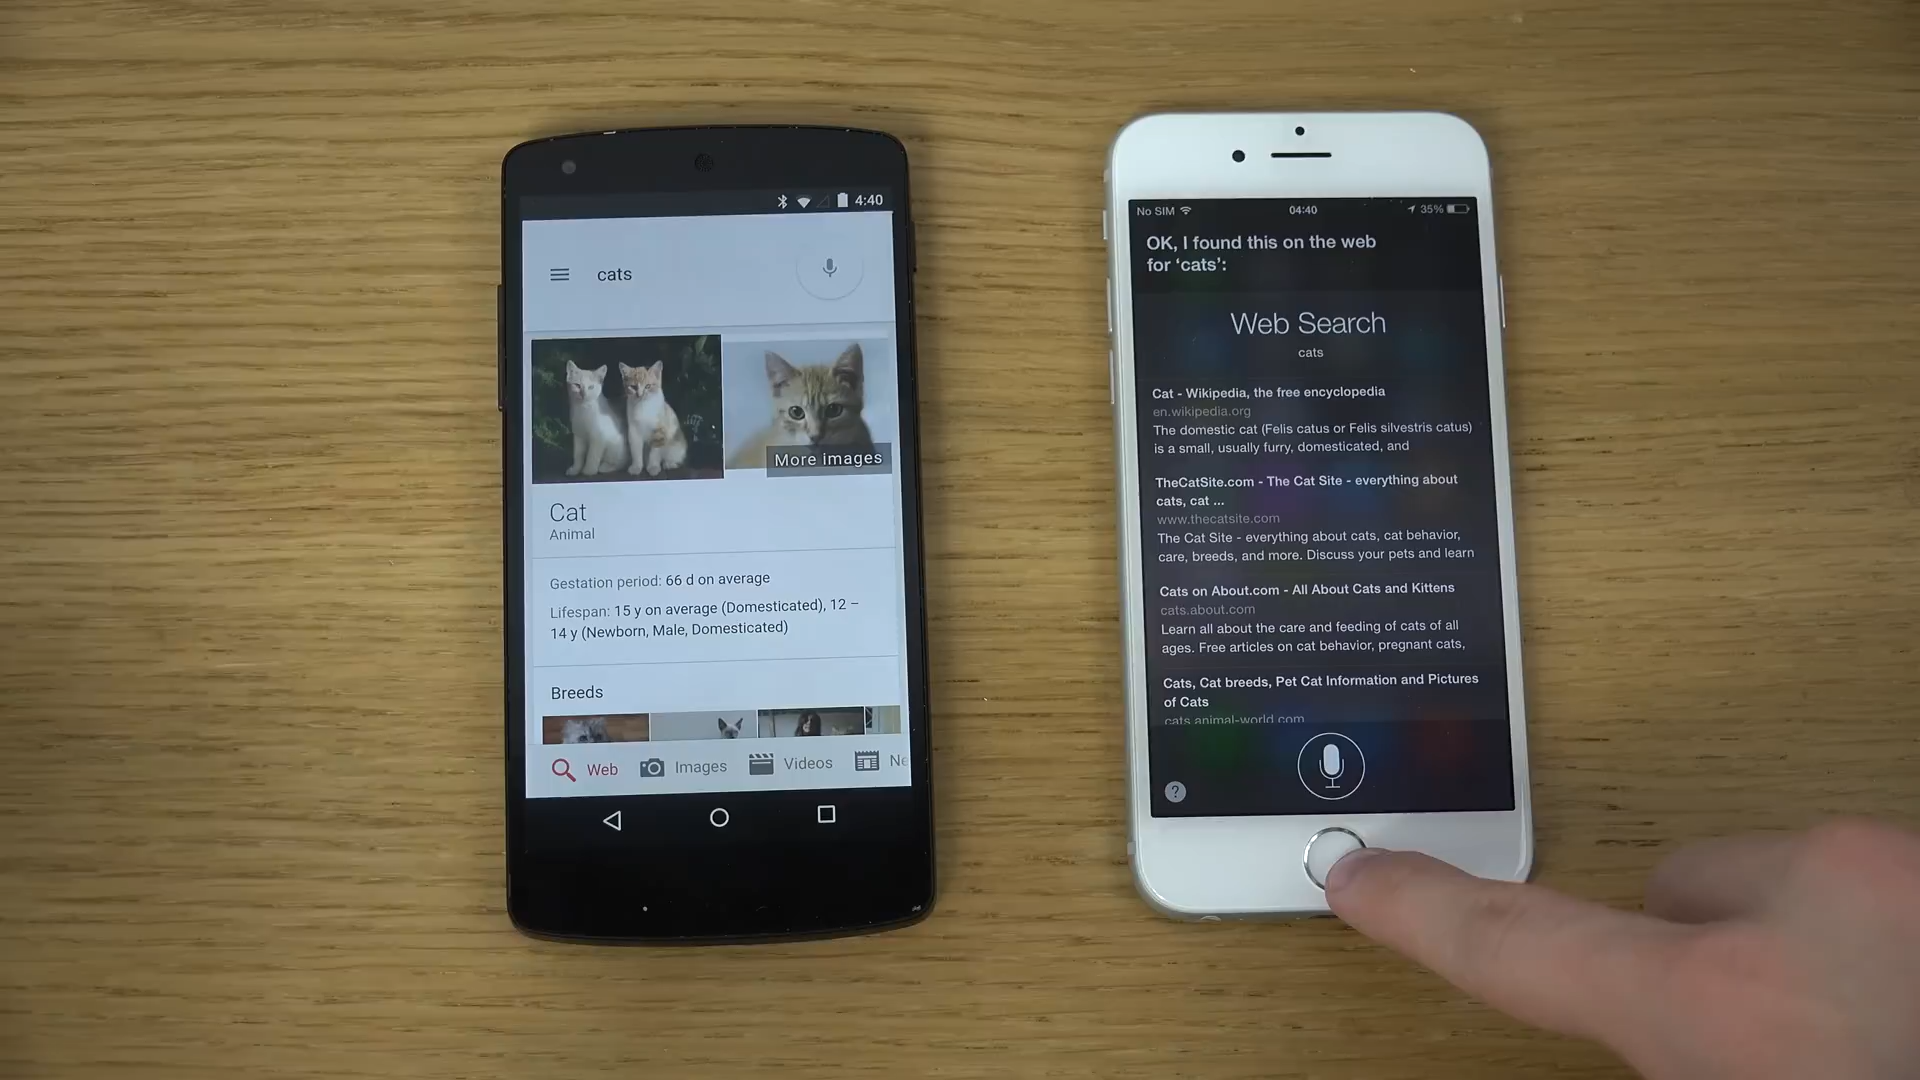 4:40
cats
More images
Cat
Animal
Gestation period: 66 d on average
Lifespan: 15 y on average (Domesticated), 12 –
14 y (Newborn, Male, Domesticated)
Breeds
Web
Images
Videos
Ne
No SIM
04:40
35%
OK, I found this on the web
for ‘cats’:
Web Search
cats
Cat - Wikipedia, the free encyclopedia
en.wikipedia.org
The domestic cat (Felis catus or Felis silvestris catus)
is a small, usually furry, domesticated, and
TheCatSite.com - The Cat Site - everything about
cats, cat ...
www.thecatsite.com
The Cat Site - everything about cats, cat behavior,
care, breeds, and more. Discuss your pets and learn
Cats on About.com - All About Cats and Kittens
cats.about.com
Learn all about the care and feeding of cats of all
ages. Free articles on cat behavior, pregnant cats,
Cats, Cat breeds, Pet Cat Information and Pictures
of Cats
cats.animal-world.com
?